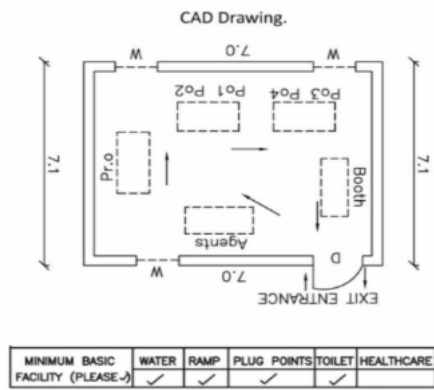 CAD Drawing.
W
7.0
W
Po2 Po1
Po4 Po3
7.1
7.1
Pr.o
Booth
Agents
D
W
7.0
EXIT ENTRANCE
MINIMUM BASIC FACILITY (PLEASE✓)
WATER RAMP PLUG POINTS TOILET HEALTHCARE
✓ ✓ ✓ ✓